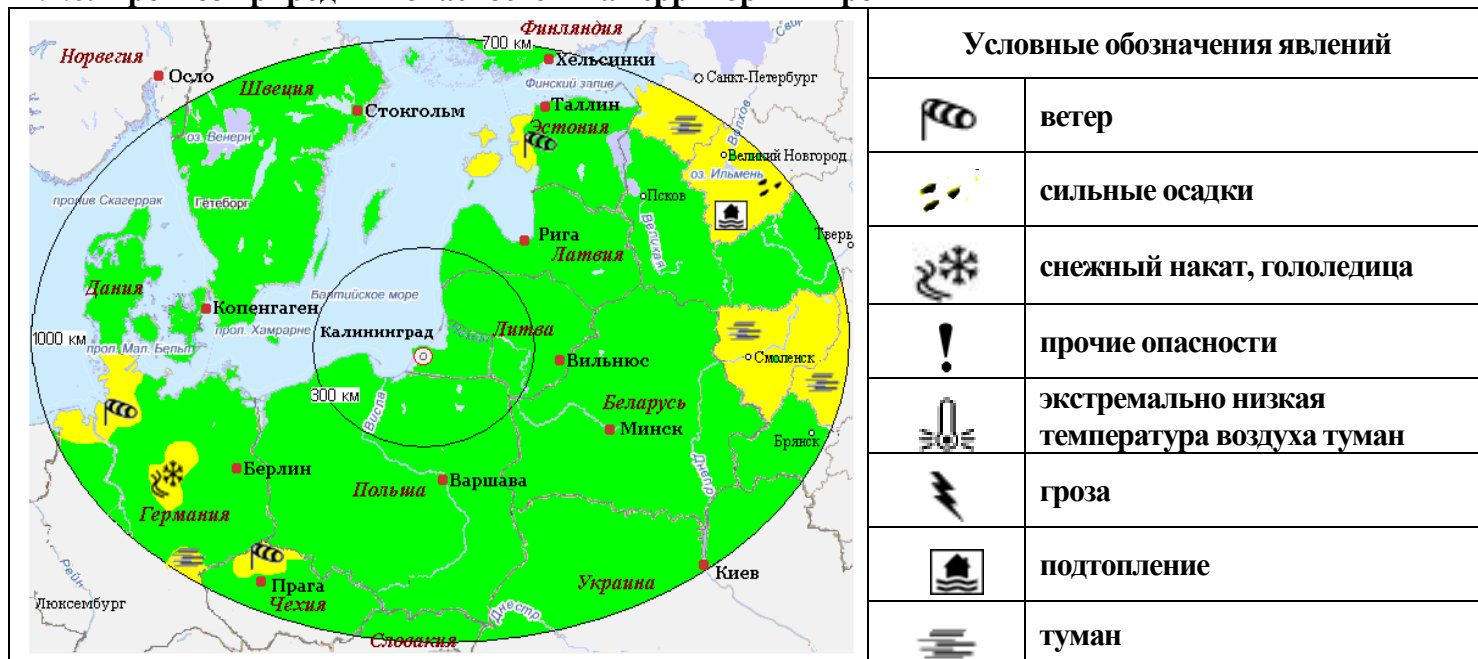 700 км
Финляндия
Норвегия
Хельсинки
Осло
Санкт-Петербург
Финский запив
Швеция
Стокгольм
Таллин
Эстония
Волхов
оз. Венерн
Великий Новгород
оз. Ильмень
Псков
пролив Скагеррак
Гётеборг
Великая
Рига
Тверь
Латвия
Дания
Балтийское море
Копенгаген
Калининград
Литва
1000 км
проп. Хамрарне
проп. Мал. Бельт
Смоленск
Вильнюс
300 км
Висла
Беларусь
Минск
Брянск
Днепр
Берлин
Польша
Варшава
Германия
Рейн
Киев
Украина
Прага
Чехия
Люксембург
Днестр
Словакия
Условные обозначения явлений
ветер
сильные осадки
снежный накат, гололедица
прочие опасности
экстремально низкая
температура воздуха туман
гроза
подтопление
туман